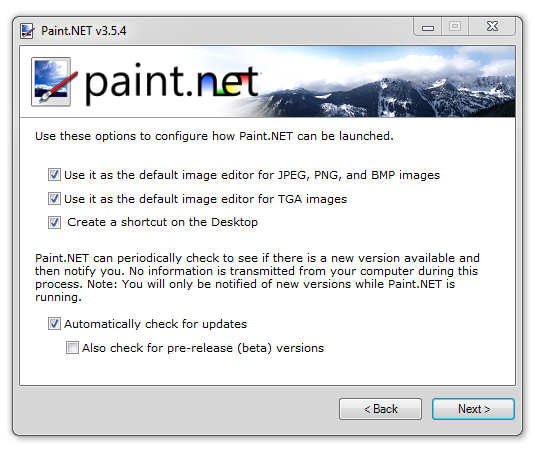 Paint.NET v3.5.4
paint.net
Use these options to configure how Paint.NET can be launched.
Use it as the default image editor for JPEG, PNG, and BMP images
Use it as the default image editor for TGA images
Create a shortcut on the Desktop
Paint.NET can periodically check to see if there is a new version available and
then notify you. No information is transmitted from your computer during this
process. Note: You will only be notified of new versions while Paint.NET is
running.
Automatically check for updates
Also check for pre-release (beta) versions
< Back
Next >